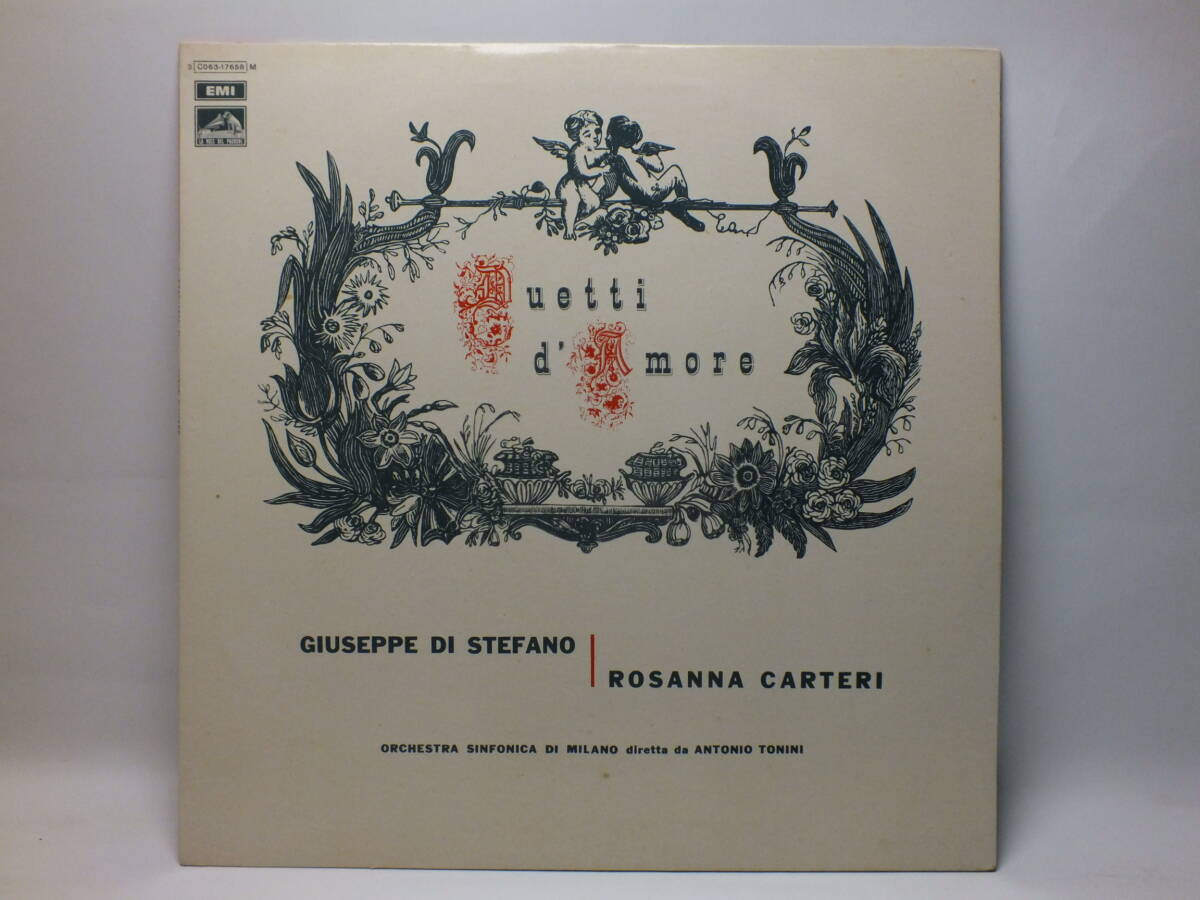 3 C063-17658 M
EMI
LA VOCE DEL PADRONE
Duetti
d'Amore
GIUSEPPE DI STEFANO
ROSANNA CARTERI
ORCHESTRA SINFONICA DI MILANO diretta da ANTONIO TONINI